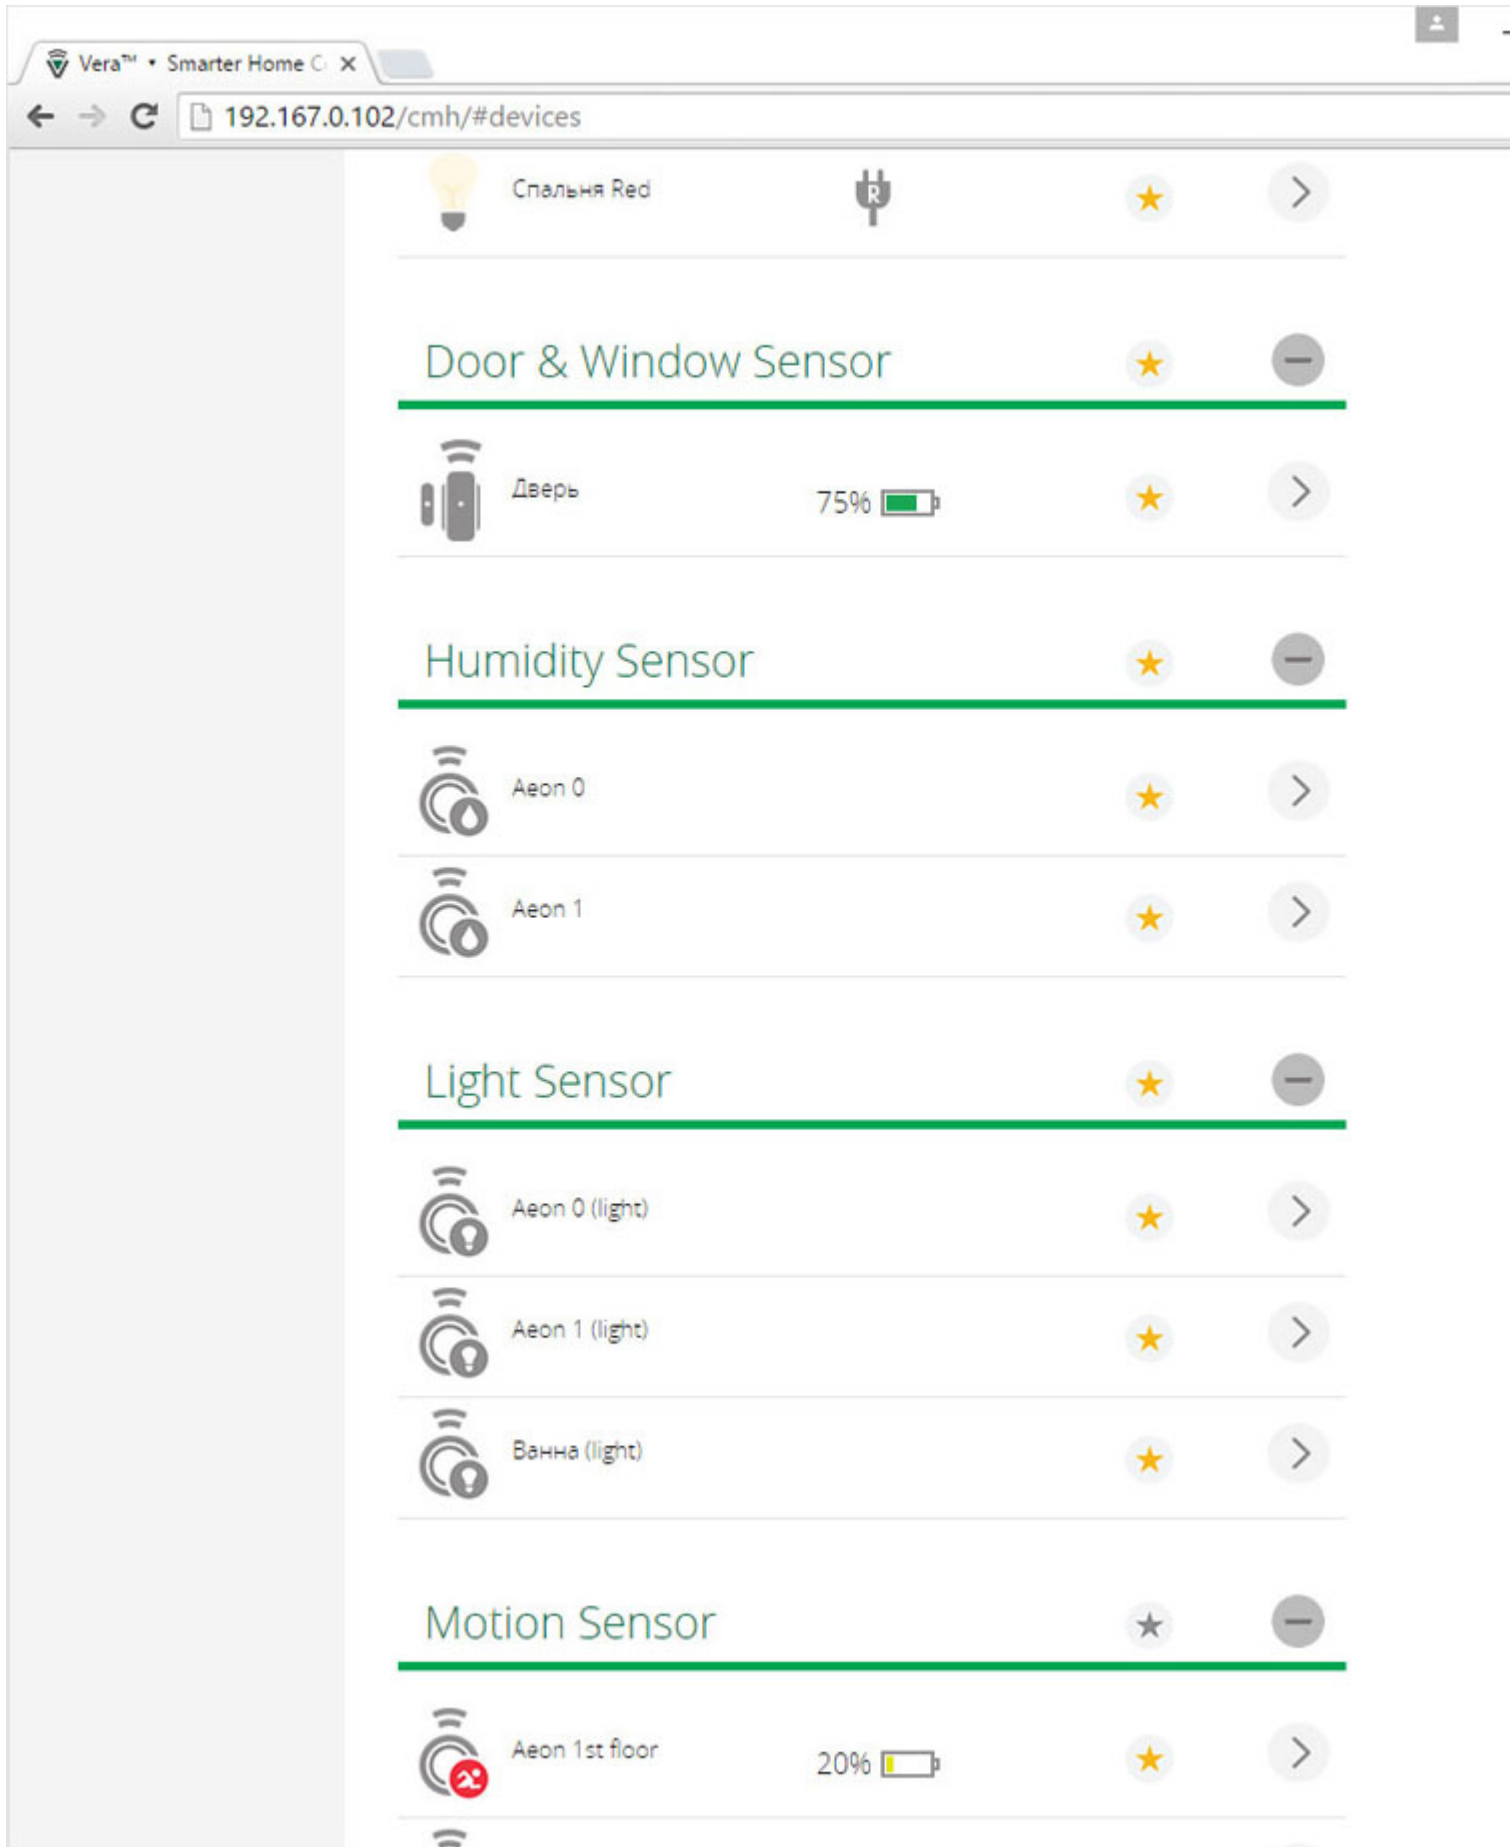 Vera™ • Smarter Home C
192.167.0.102/cmh/#devices
Спальня Red
R
Door & Window Sensor
Дверь
75%
Humidity Sensor
Aeon 0
Aeon 1
Light Sensor
Aeon 0 (light)
Aeon 1 (light)
Ванна (light)
Motion Sensor
Aeon 1st floor
20%